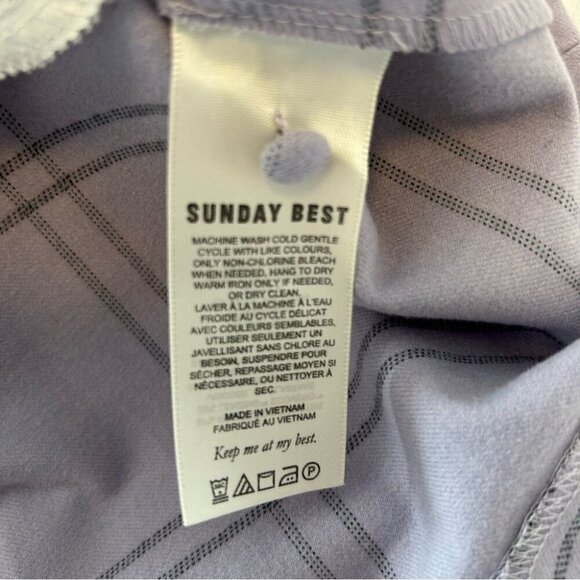 SUNDAY BEST
MACHINE WASH COLD GENTLE
CYCLE WITH LIKE COLOURS,
ONLY NON-CHLORINE BLEACH
WHEN NEEDED, HANG TO DRY
WARM IRON ONLY IF NEEDED,
OR DRY CLEAN.
LAVER À LA MACHINE À L'EAU
FROIDE AU CYCLE DÉLICAT
AVEC COULEURS SEMBLABLES,
UTILISER SEULEMENT UN
JAVELLISANT SANS CHLORE AU
BESOIN, SUSPENDRE POUR
SÉCHER, REPASSAGE MOYEN SI
NÉCESSAIRE, OU NETTOYER À
SEC.
MADE IN VIETNAM
FABRIQUÉ AU VIETNAM
Keep me at my best.
P